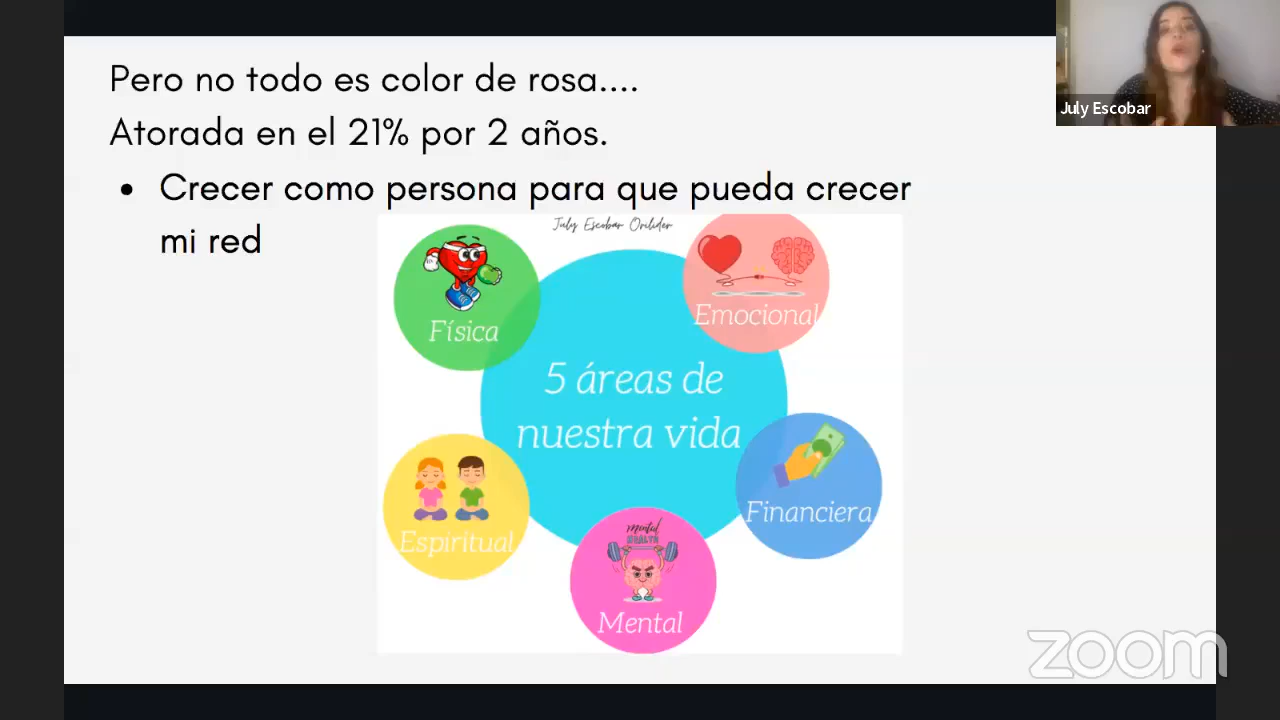 Pero no todo es color de rosa....
July Escobar
Atorada en el 21% por 2 años.
• Crecer como persona para que pueda crecer
mi red
July Escobar Orilider
Física
Emocional
5 áreas de
nuestra vida
Financiera
Espiritual
mental
HEALTH
Mental
zoom